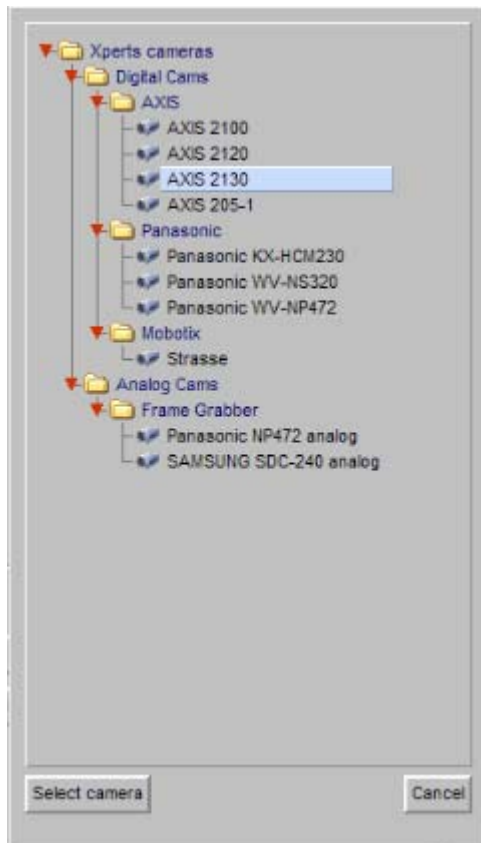 Xperts cameras
Digital Cams
AXIS
AXIS 2100
AXIS 2120
AXIS 2130
AXIS 205-1
Panasonic
Panasonic KX-HCM230
Panasonic WV-NS320
Panasonic WV-NP472
Mobotix
Strasse
Analog Cams
Frame Grabber
Panasonic NP472 analog
SAMSUNG SDC-240 analog
Select camera Cancel